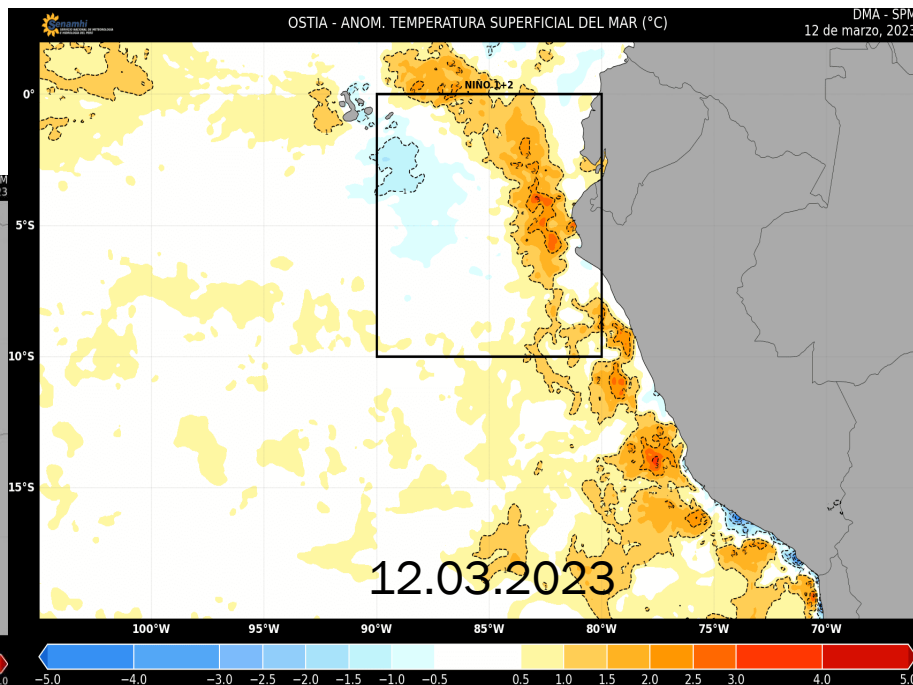 Senamhi
OSTIA - ANOM. TEMPERATURA SUPERFICIAL DEL MAR (°C)
DMA - SPM
12 de marzo, 2023
NIÑO 1+2
0°
5°S
10°S
15°S
12.03.2023
100°W 95°W 90°W 85°W 80°W 75°W 70°W
−5.0 −4.0 −3.0 −2.5 −2.0 −1.5 −1.0 −0.5 0.5 1.0 1.5 2.0 2.5 3.0 4.0 5.0